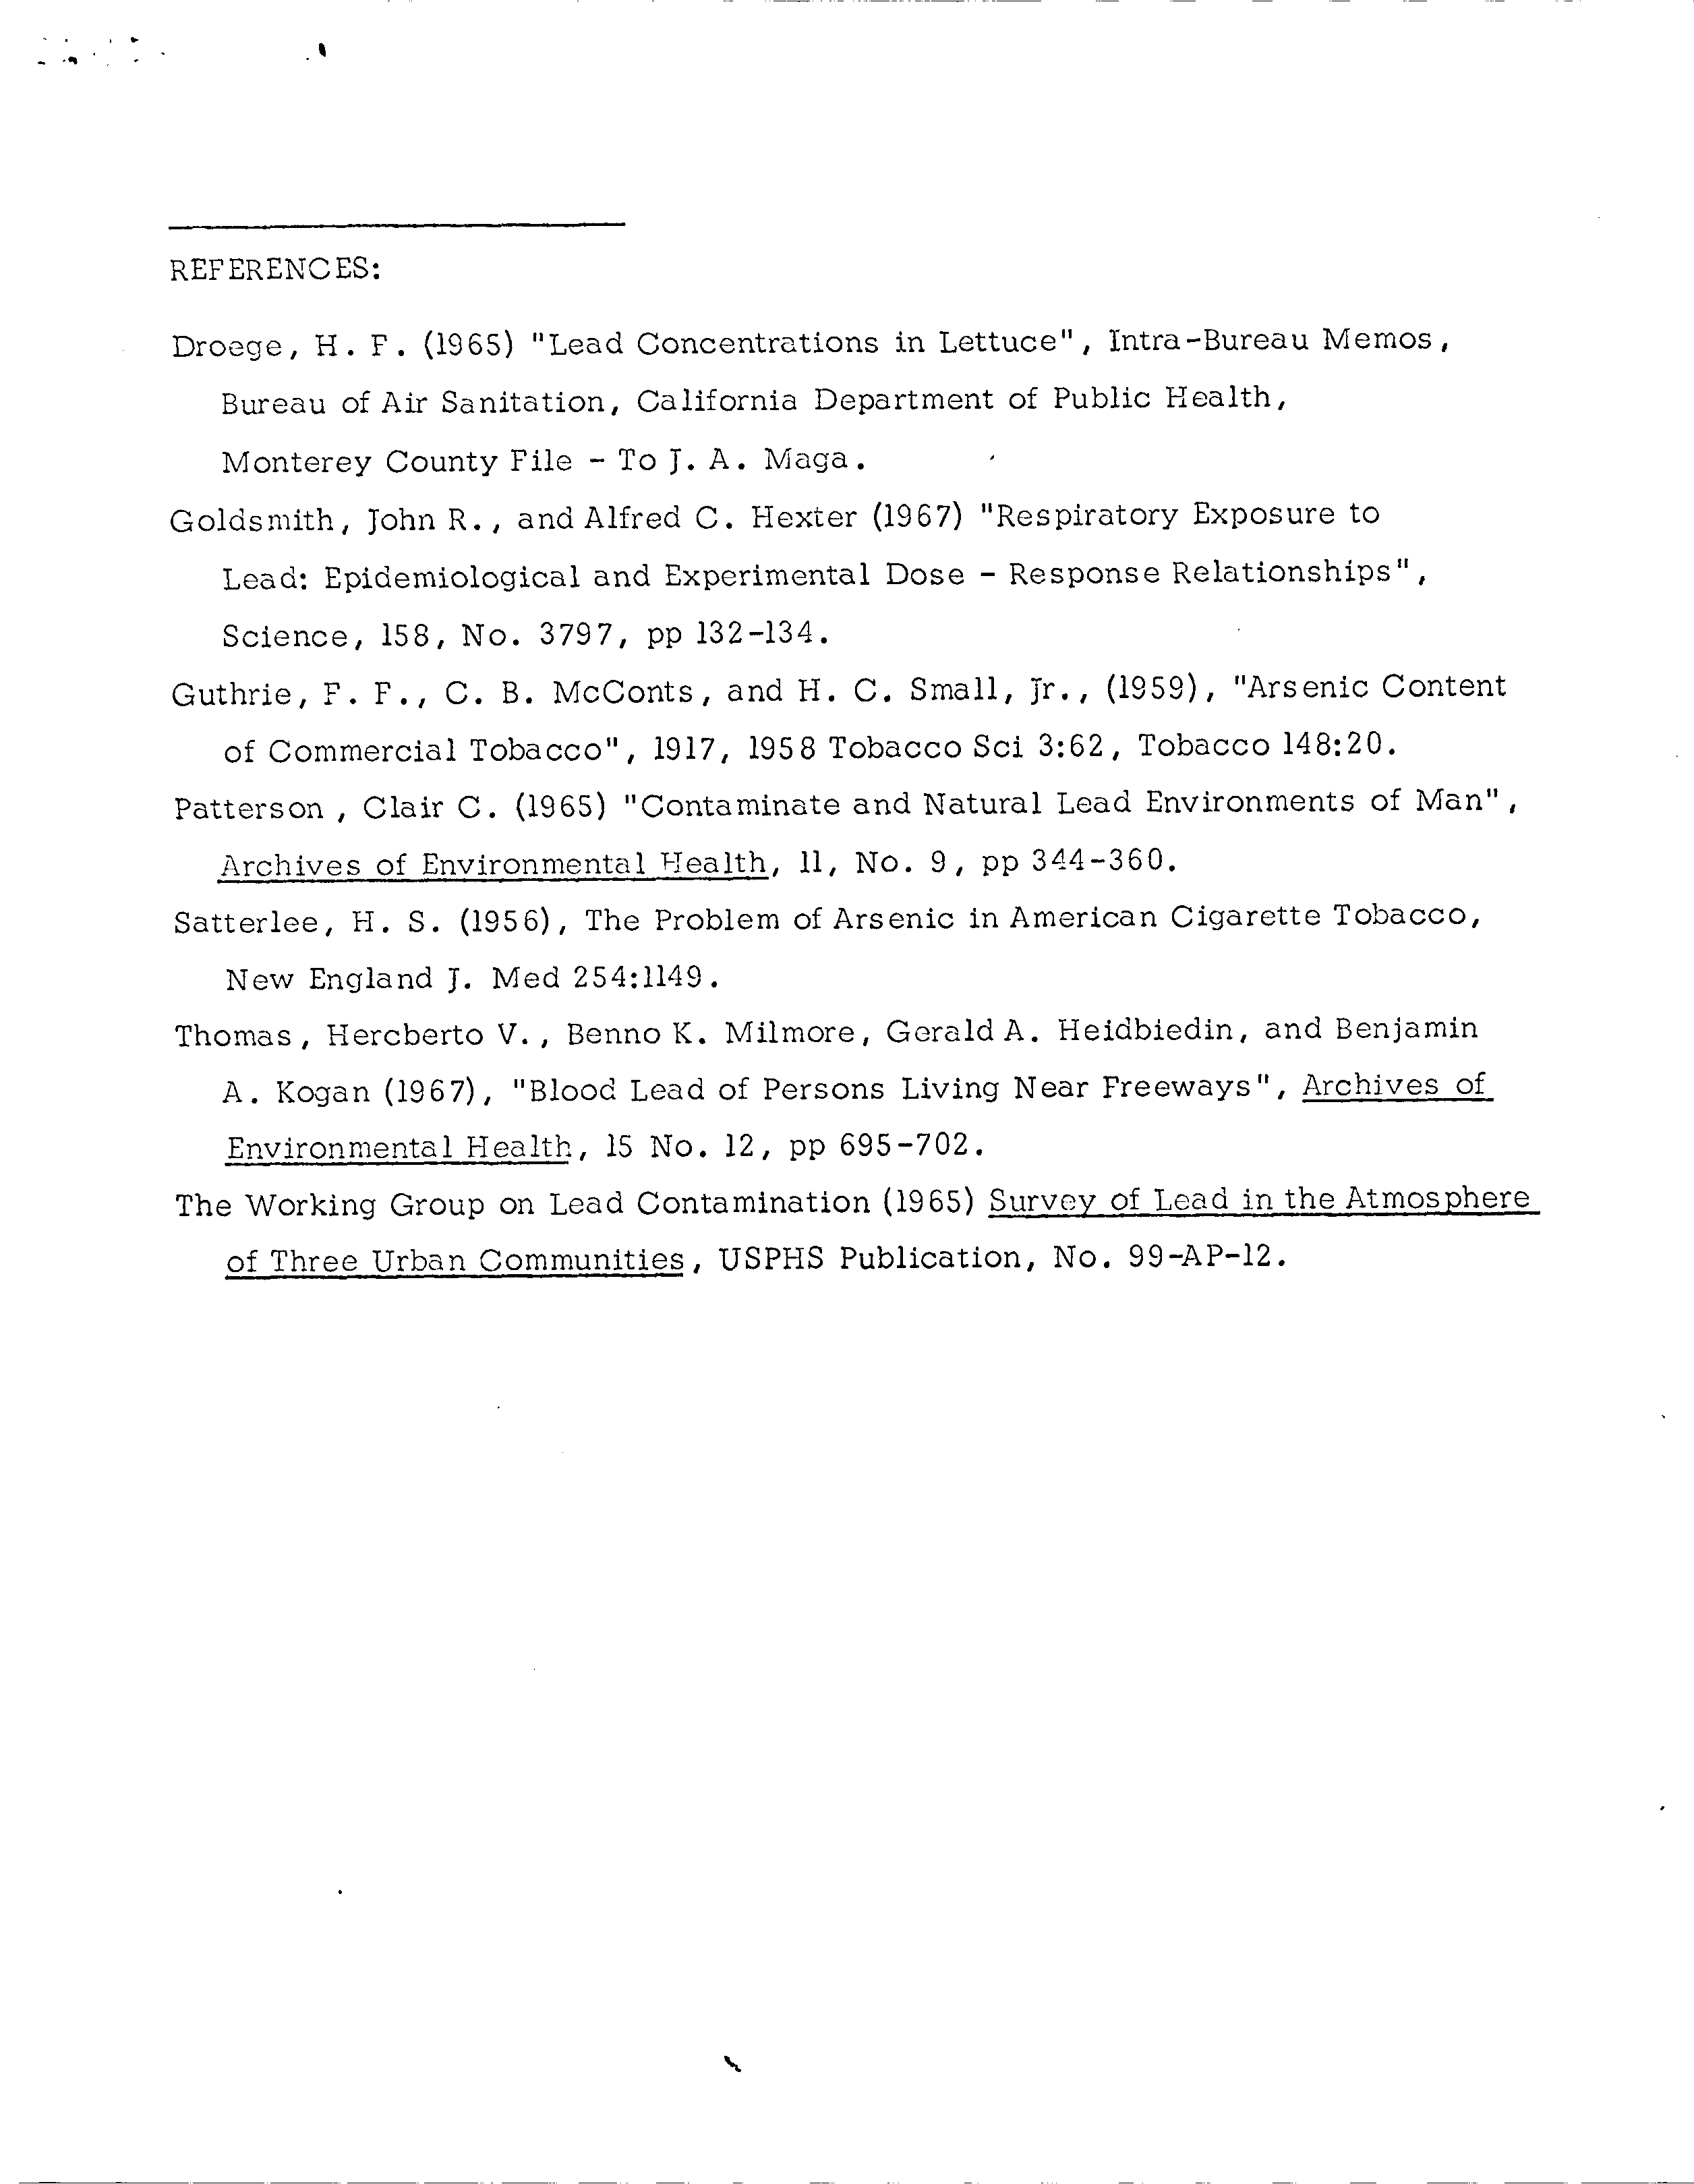 REFERENCES:
Droege, H. F. (1965) "Lead Concentrations in Lettuce", Intra-Bureau Memos,
Bureau of Air Sanitation, California Department of Public Health,
Monterey County File - To J. A. Maga.
Goldsmith, John R., and Alfred C. Hexter (1967) "Respiratory Exposure to
Lead: Epidemiological and Experimental Dose - Response Relationships",
Science, 158, No. 3797, pp 132-134.
Guthrie, F. F., C. B. McConts, and H. C. Small, Jr., (1959), "Arsenic Content
of Commercial Tobacco", 1917, 1958 Tobacco Sci 3:62, Tobacco 148:20.
Patterson , Clair C. (1965) "Contaminate and Natural Lead Environments of Man",
Archives of Environmental Health, 11, No. 9, pp 344-360.
Satterlee, H. S. (1956), The Problem of Arsenic in American Cigarette Tobacco,
New England J. Med 254:1149.
Thomas, Hercberto V., Benno K. Milmore, Gerald A. Heidbiedin, and Benjamin
A. Kogan (1967), "Blood Lead of Persons Living Near Freeways", Archives of
Environmental Health, 15 No. 12, pp 695-702.
The Working Group on Lead Contamination (1965) Survey of Lead in the Atmosphere
of Three Urban Communities, USPHS Publication, No. 99-AP-12.